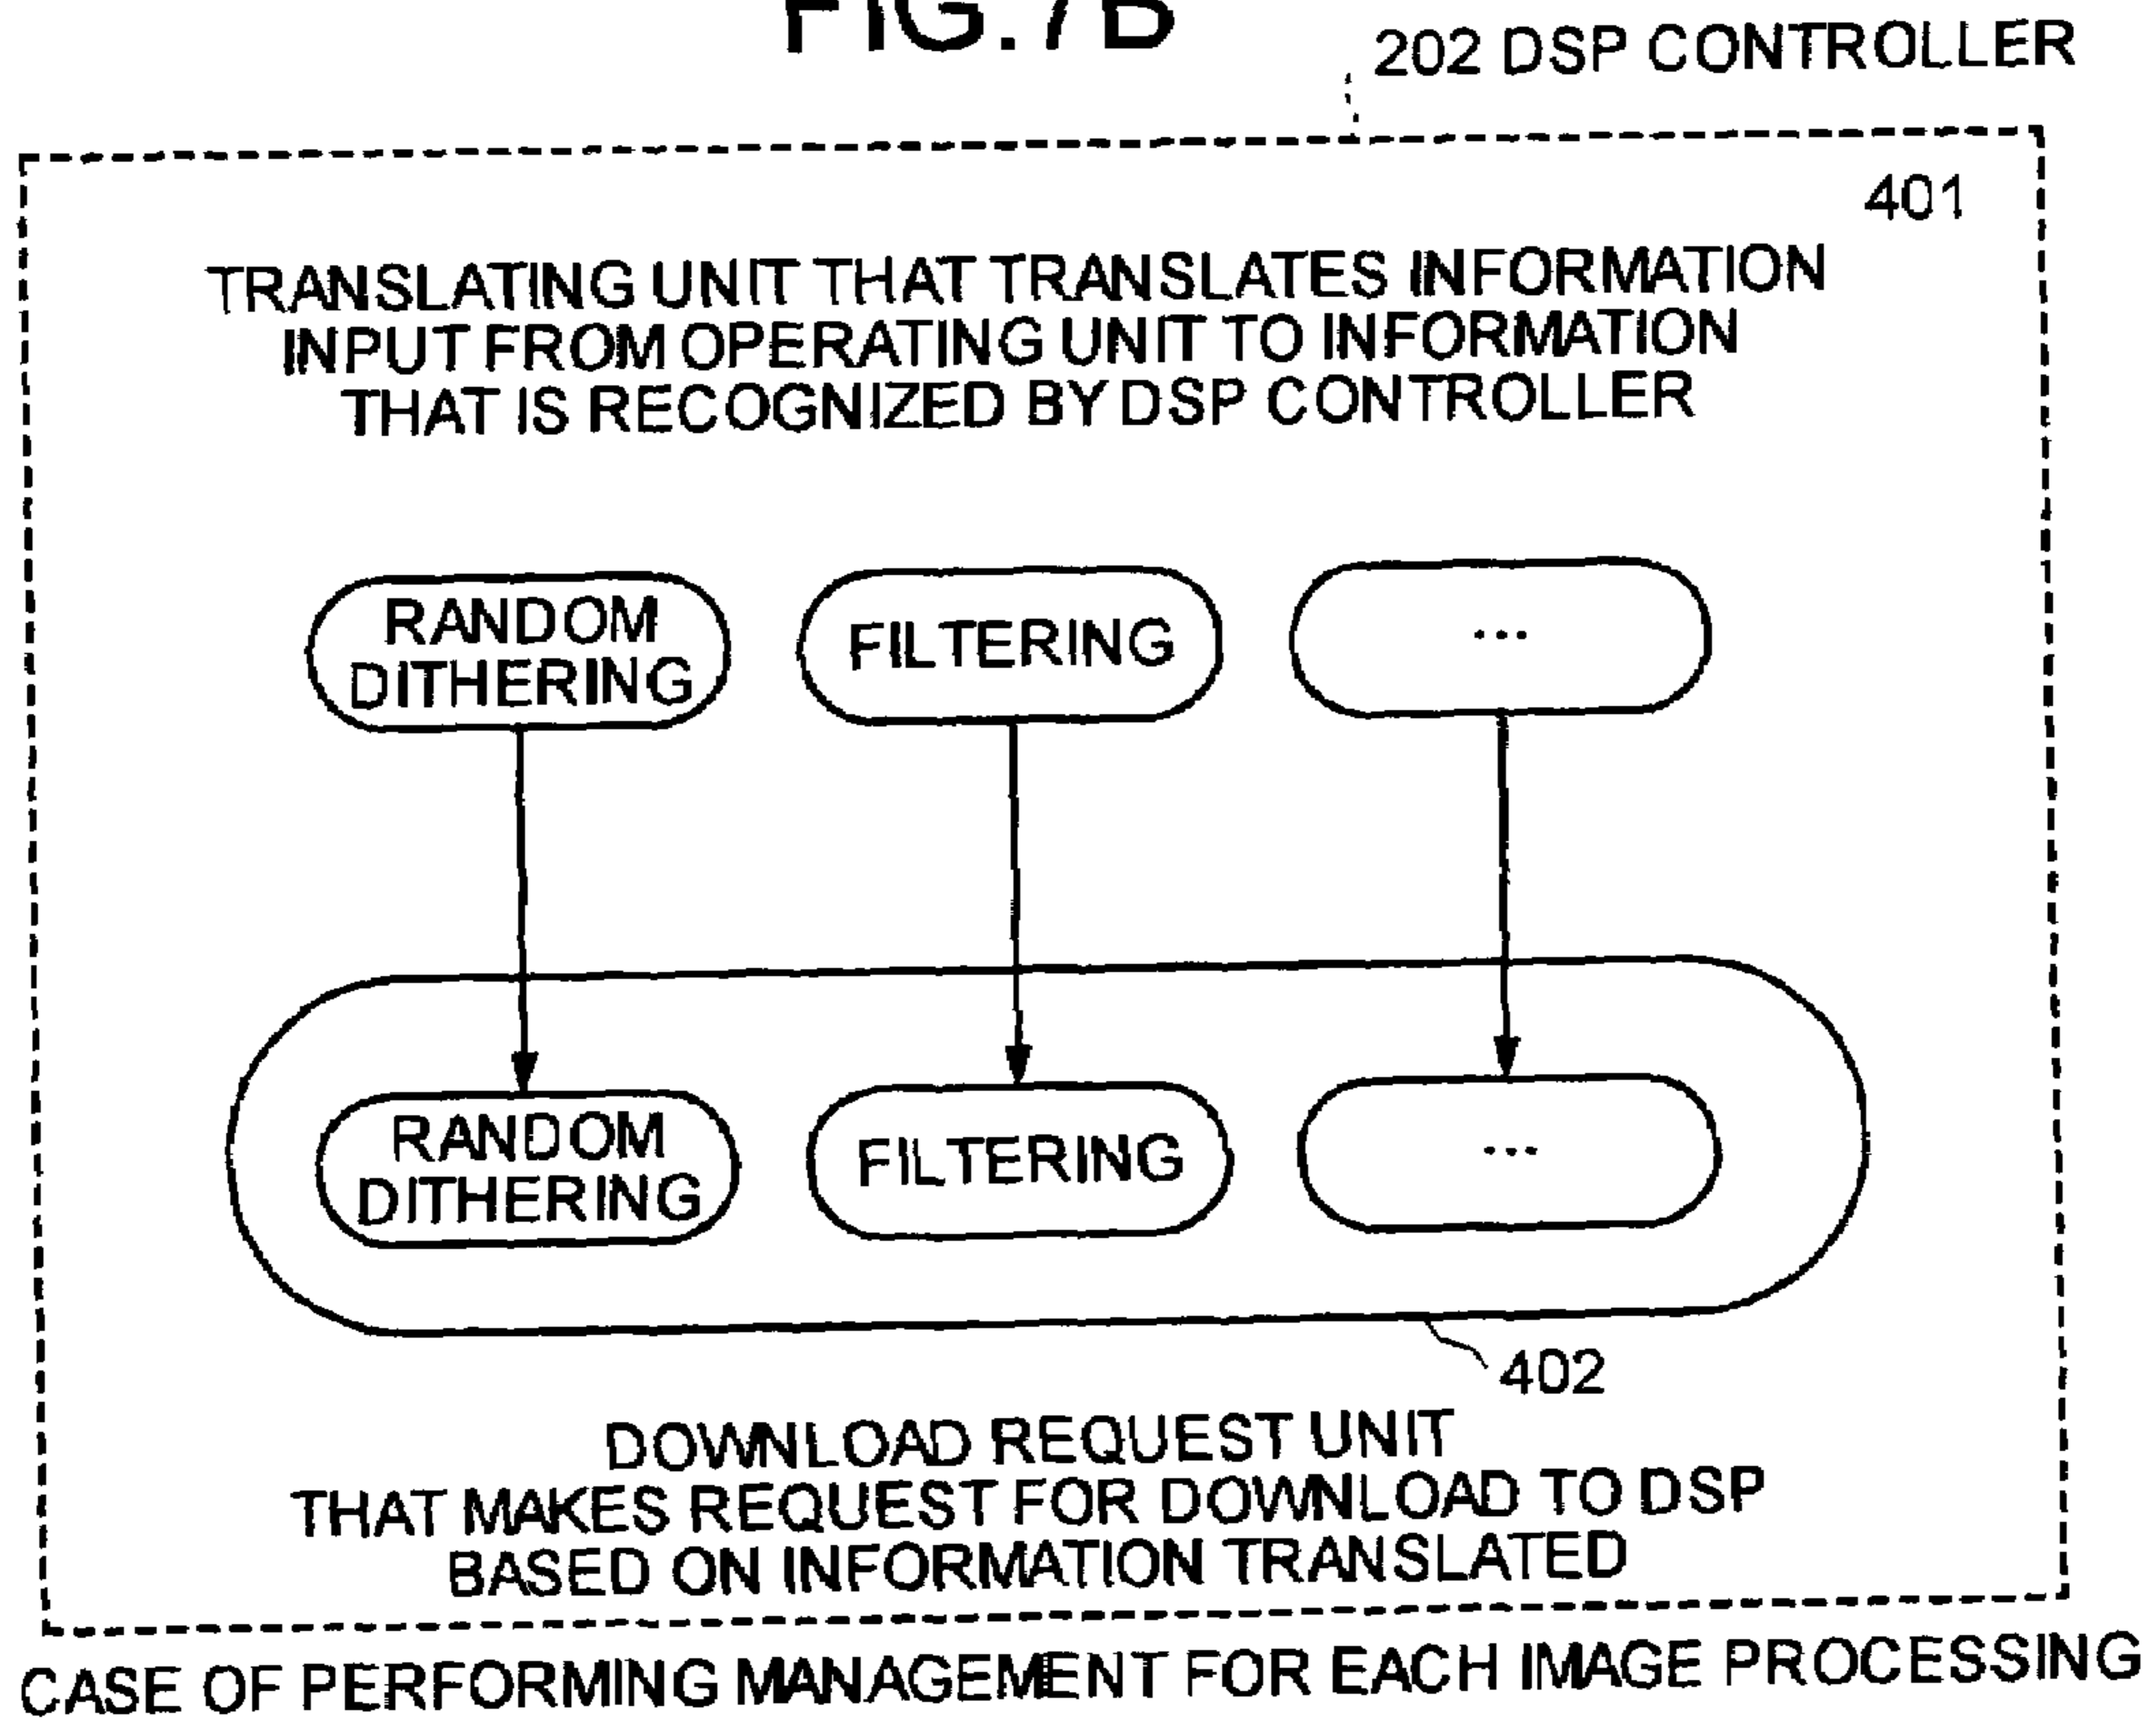 FIG.7B
202 DSP CONTROLLER
401
TRANSLATING UNIT THAT TRANSLATES INFORMATION
INPUT FROM OPERATING UNIT TO INFORMATION
THAT IS RECOGNIZED BY DSP CONTROLLER
RANDOM
DITHERING
FILTERING
...
RANDOM
DITHERING
FILTERING
...
402
DOWNLOAD REQUEST UNIT
THAT MAKES REQUEST FOR DOWNLOAD TO DSP
BASED ON INFORMATION TRANSLATED
CASE OF PERFORMING MANAGEMENT FOR EACH IMAGE PROCESSING